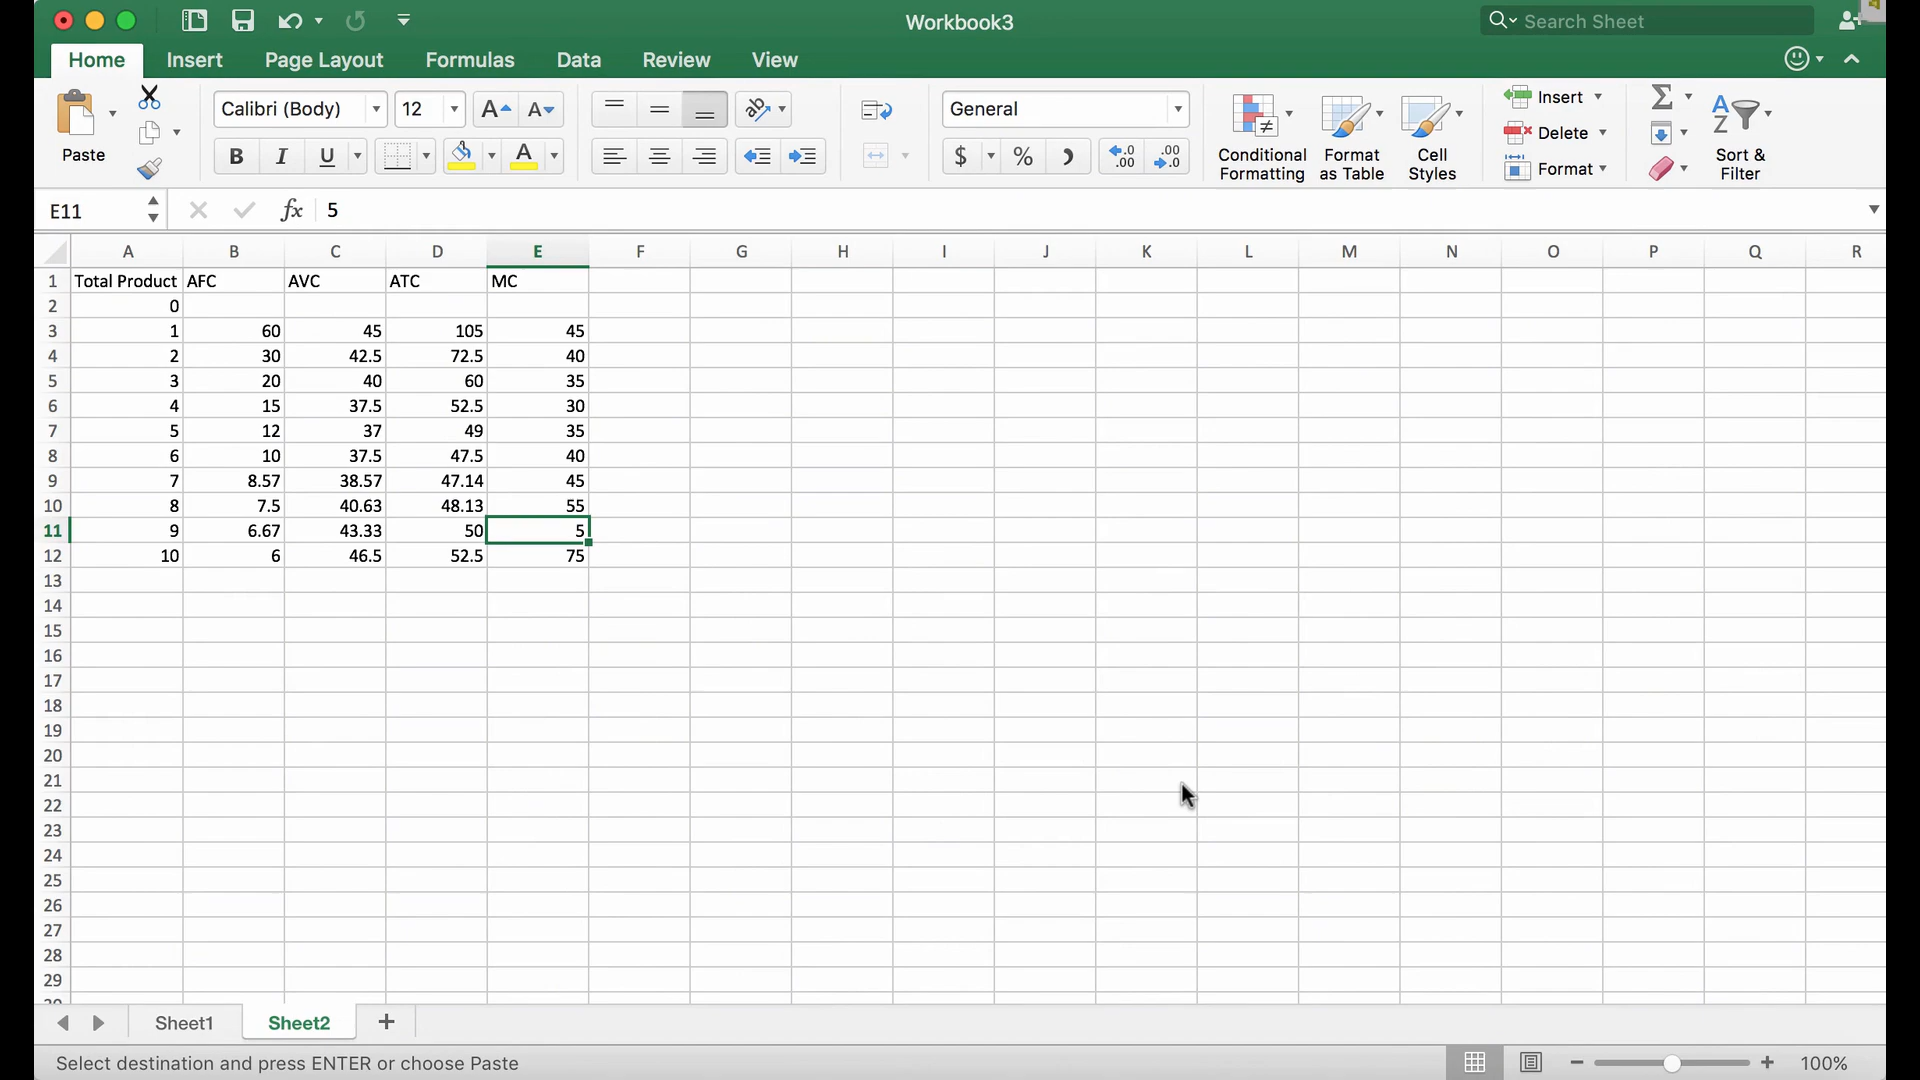 Workbook3
Search Sheet
Home Insert Page Layout Formulas Data Review View
Paste
Calibri (Body) 12 A A
B I U A
General
$ % .0 .00 .00 .0
Conditional Formatting
Format as Table
Cell Styles
Insert
Delete
Format
Sort & Filter
E11 fx 5
A B C D E F G H I J K L M N O P Q R
1 Total Product AFC AVC ATC MC
2 0
3 1 60 45 105 45
4 2 30 42.5 72.5 40
5 3 20 40 60 35
6 4 15 37.5 52.5 30
7 5 12 37 49 35
8 6 10 37.5 47.5 40
9 7 8.57 38.57 47.14 45
10 8 7.5 40.63 48.13 55
11 9 6.67 43.33 50 5
12 10 6 46.5 52.5 75
13
14
15
16
17
18
19
20
21
22
23
24
25
26
27
28
29
Sheet1 Sheet2 +
Select destination and press ENTER or choose Paste
100%